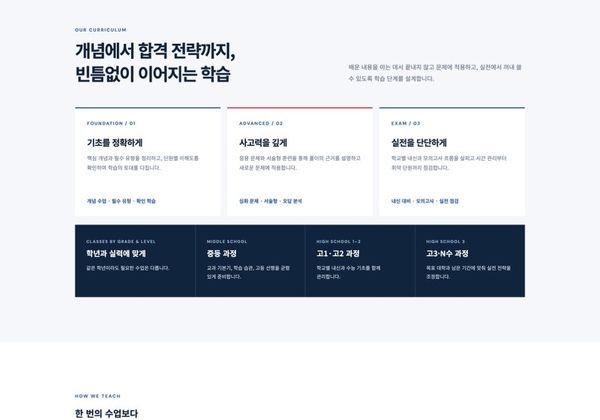 OUR CURRICULUM
개념에서 합격 전략까지,
빈틈없이 이어지는 학습
배운 내용을 아는 데서 끝내지 않고 문제에 적용하고, 실전에서 꺼내 쓸
수 있도록 학습 단계를 설계합니다.
FOUNDATION / 01
기초를 정확하게
핵심 개념과 필수 유형을 정리하고, 단원별 이해도를
확인하며 학습의 토대를 다집니다.
개념 수업 · 필수 유형 · 확인 학습
ADVANCED / 02
사고력을 깊게
응용 문제와 서술형 훈련을 통해 풀이의 근거를 설명하고
새로운 문제에 적용합니다.
심화 문제 · 서술형 · 오답 분석
EXAM / 03
실전을 단단하게
학교별 내신과 모의고사 흐름을 살피고 시간 관리부터
취약 단원까지 점검합니다.
내신 대비 · 모의고사 · 실전 점검
CLASSES BY GRADE & LEVEL
학년과 실력에 맞게
같은 학년이라도 필요한 수업은 다릅니다.
MIDDLE SCHOOL
중등 과정
교과 기본기, 학습 습관, 고등 선행을 균형
있게 준비합니다.
HIGH SCHOOL 1–2
고1·고2 과정
학교별 내신과 수능 기초를 함께
관리합니다.
HIGH SCHOOL 3
고3·N수 과정
목표 대학과 남은 기간에 맞춰 실전 전략을
조정합니다.
HOW WE TEACH
한 번의 수업보다